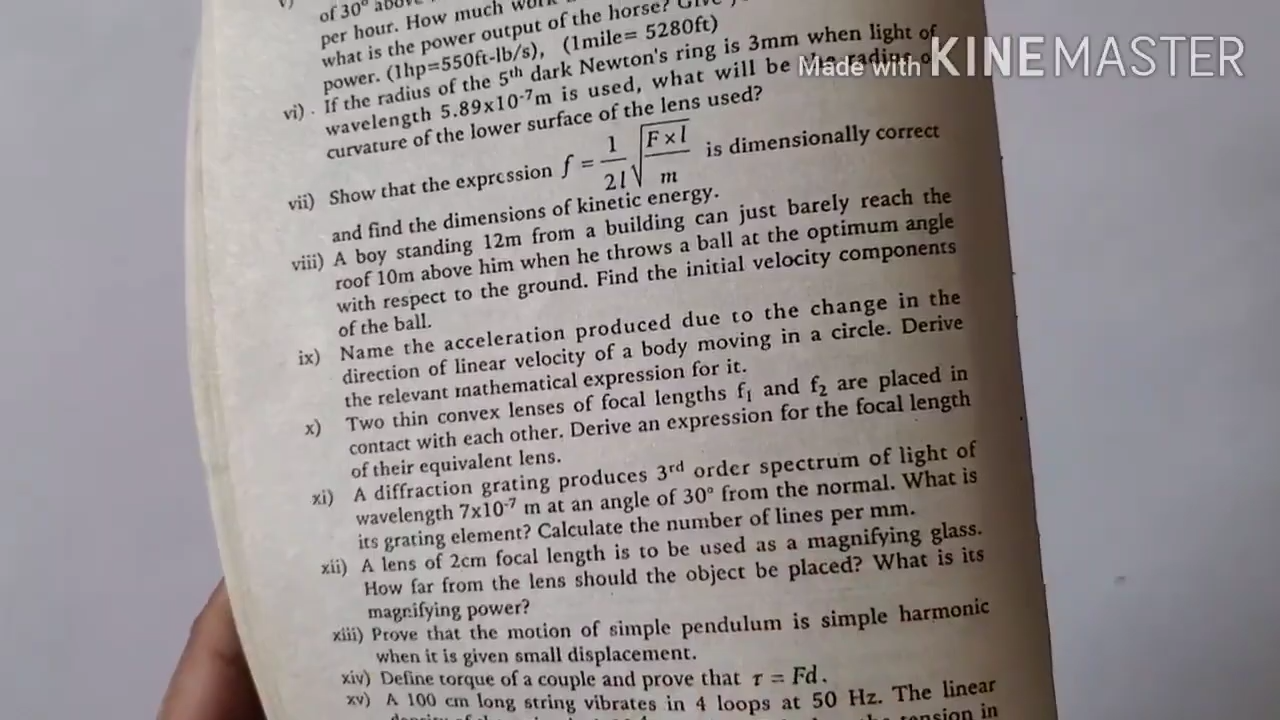 v)
of 30° above
per hour. How much work
what is the power output of the horse? Give
power. (1hp=550ft-lb/s), (1mile= 5280ft)
vi) . If the radius of the 5th dark Newton's ring is 3mm when light of
wavelength 5.89x10-7m is used, what will be the radius of
curvature of the lower surface of the lens used?
vii) Show that the expression f = 1/2l √(F × l / m) is dimensionally correct
and find the dimensions of kinetic energy.
viii) A boy standing 12m from a building can just barely reach the
roof 10m above him when he throws a ball at the optimum angle
with respect to the ground. Find the initial velocity components
of the ball.
ix) Name the acceleration produced due to the change in the
direction of linear velocity of a body moving in a circle. Derive
the relevant mathematical expression for it.
x) Two thin convex lenses of focal lengths f1 and f2 are placed in
contact with each other. Derive an expression for the focal length
of their equivalent lens.
xi) A diffraction grating produces 3rd order spectrum of light of
wavelength 7x10-7 m at an angle of 30° from the normal. What is
its grating element? Calculate the number of lines per mm.
xii) A lens of 2cm focal length is to be used as a magnifying glass.
How far from the lens should the object be placed? What is its
magnifying power?
xiii) Prove that the motion of simple pendulum is simple harmonic
when it is given small displacement.
xiv) Define torque of a couple and prove that τ = Fd.
xv) A 100 cm long string vibrates in 4 loops at 50 Hz. The linear
tension in
Made with KINEMASTER